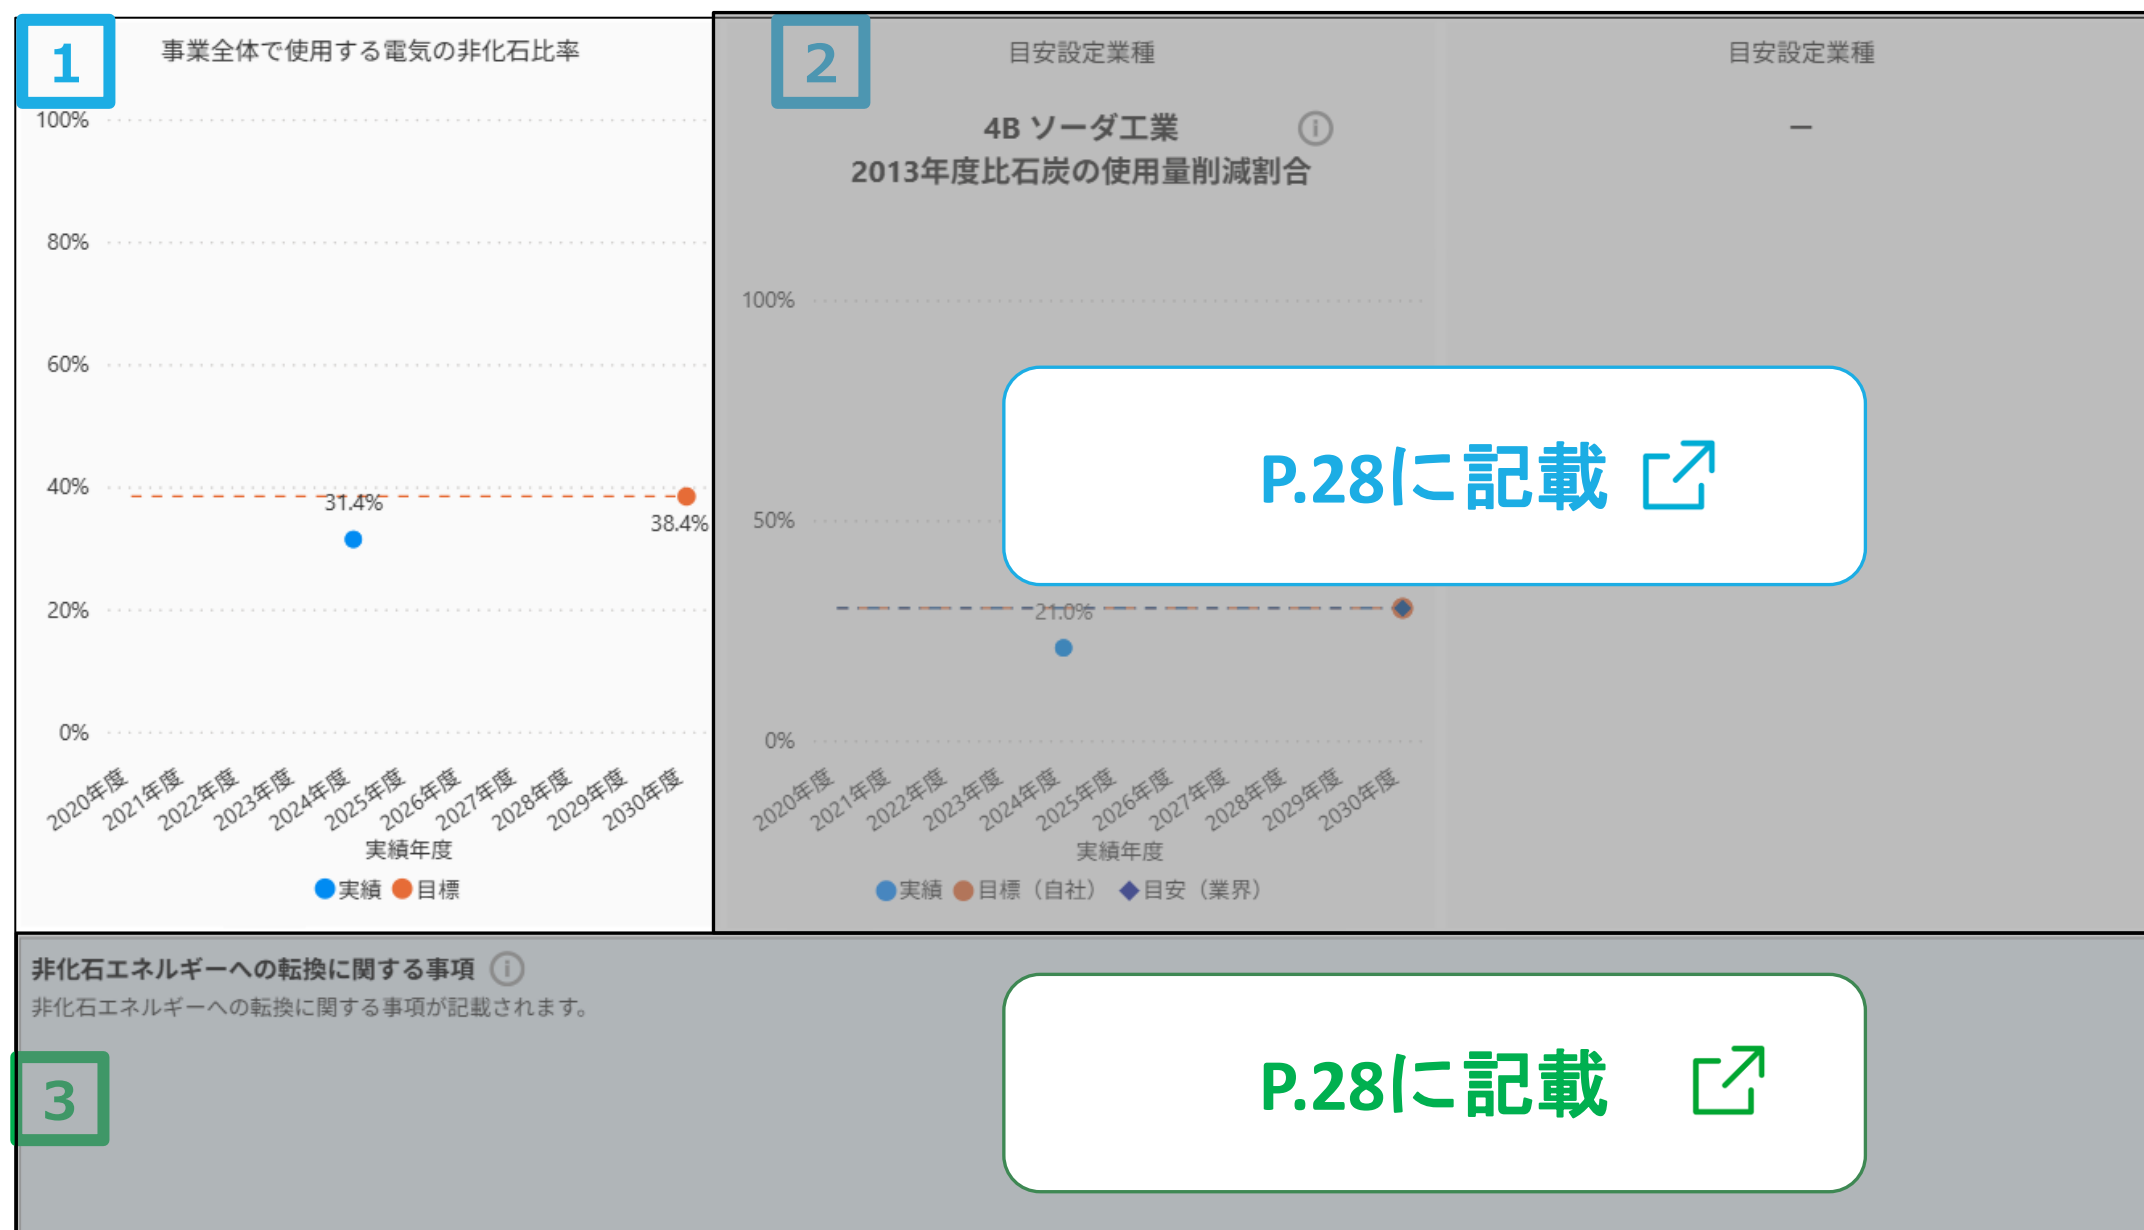 1
事業全体で使用する電気の非化石比率
100%
80%
60%
40%
20%
0%
31.4%
38.4%
2020年度
2021年度
2022年度
2023年度
2024年度
2025年度
2026年度
2027年度
2028年度
2029年度
2030年度
実績年度
実績 目標
2
目安設定業種
4B ソーダ工業
2013年度比石炭の使用量削減割合
100%
50%
0%
21.0%
2020年度
2021年度
2022年度
2023年度
2024年度
2025年度
2026年度
2027年度
2028年度
2029年度
2030年度
実績年度
実績 目標（自社） 目安（業界）
目安設定業種
－
P.28に記載
非化石エネルギーへの転換に関する事項
非化石エネルギーへの転換に関する事項が記載されます。
3
P.28に記載